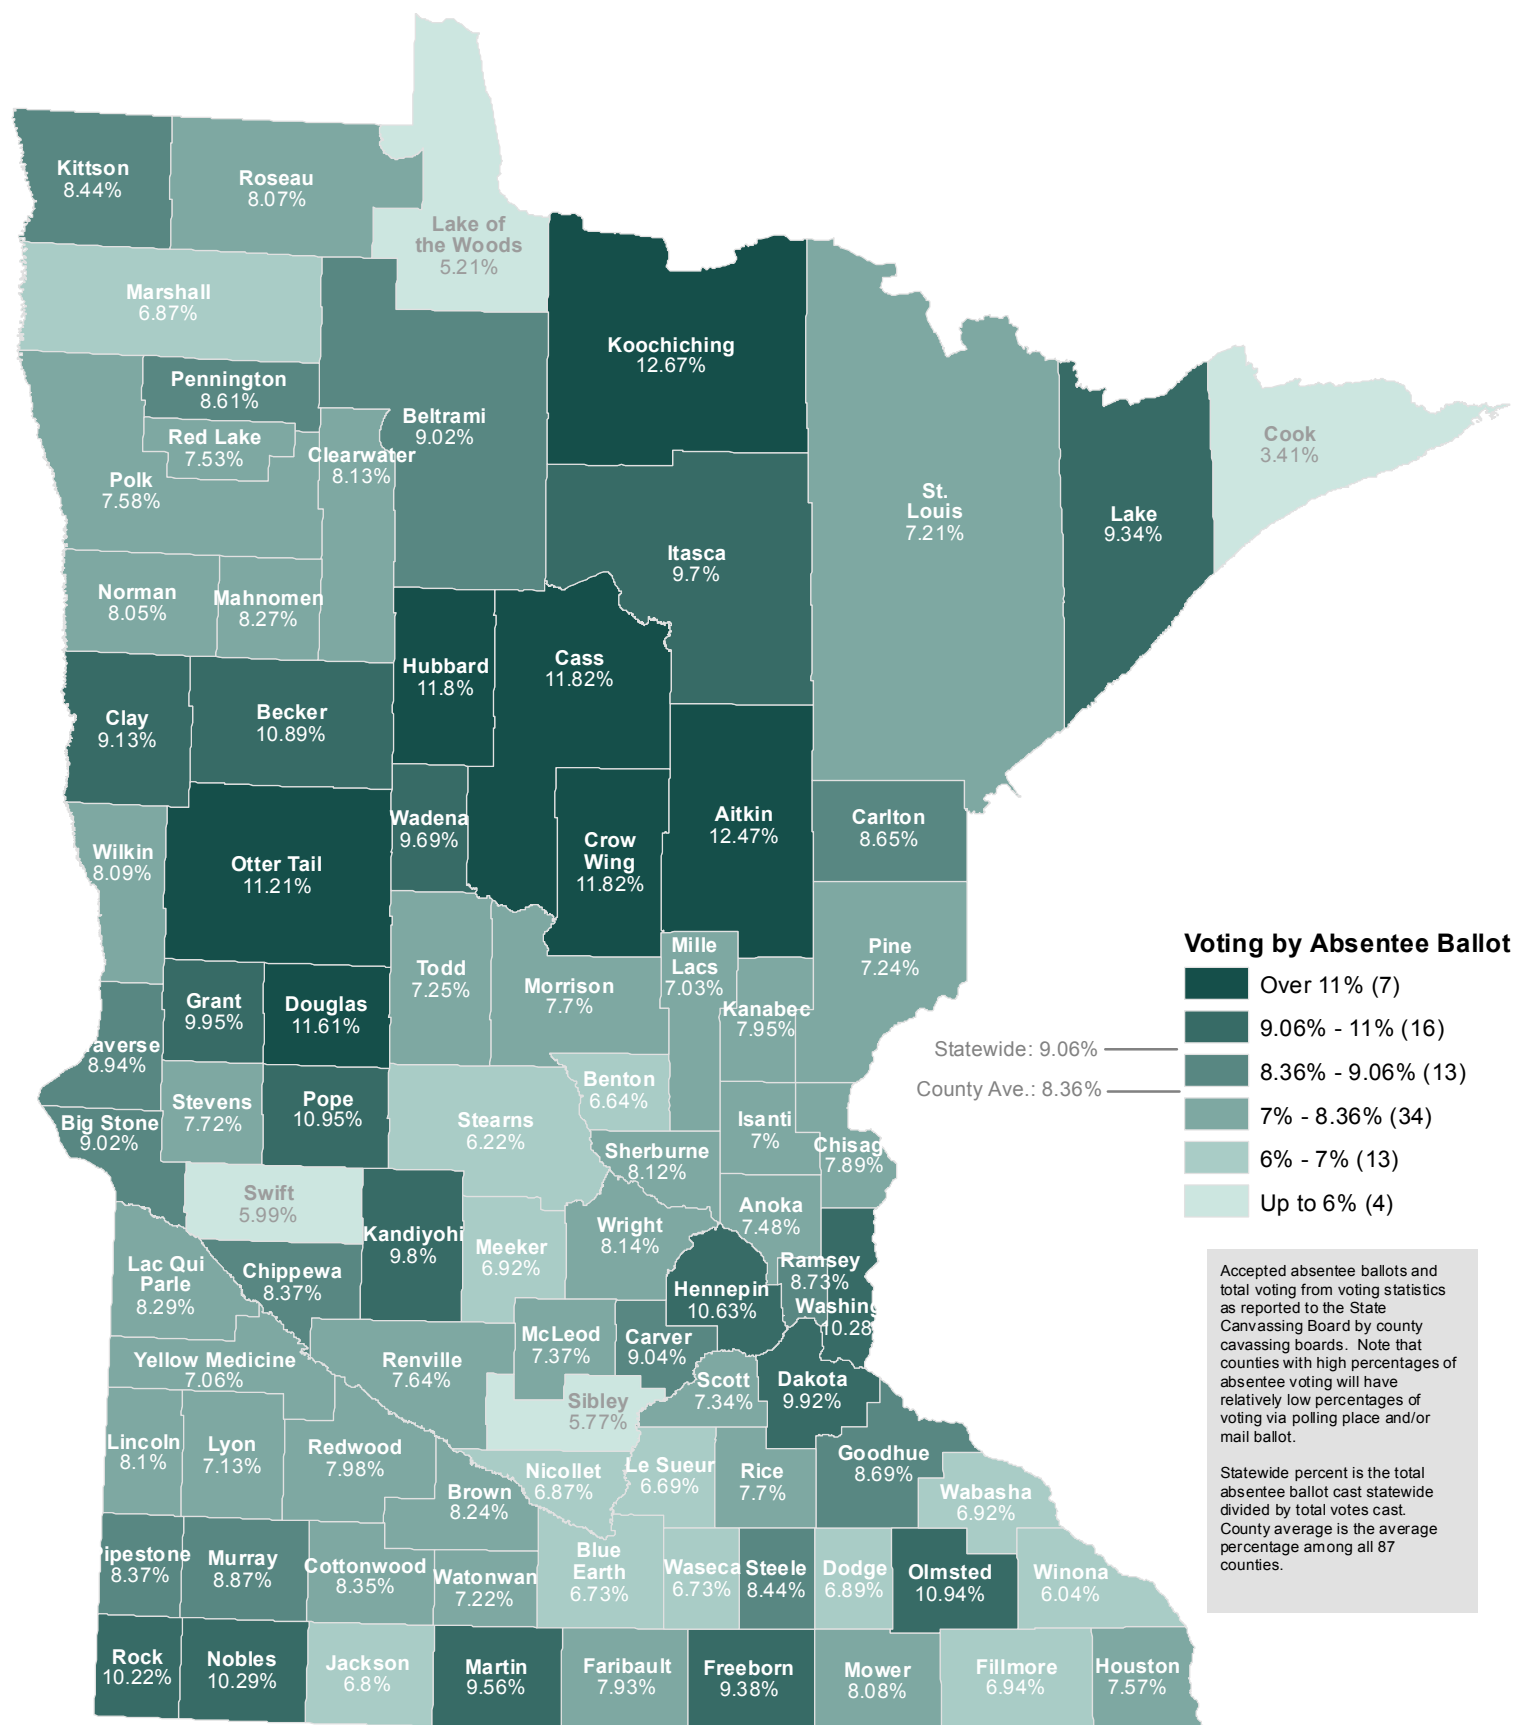 Kittson
8.44%
Roseau
8.07%
Lake of
the Woods
5.21%
Marshall
6.87%
Koochiching
12.67%
Pennington
8.61%
Beltrami
9.02%
Red Lake
7.53%
Clearwater
8.13%
Polk
7.58%
Cook
3.41%
St.
Louis
7.21%
Lake
9.34%
Itasca
9.7%
Norman
8.05%
Mahnomen
8.27%
Hubbard
11.8%
Cass
11.82%
Clay
9.13%
Becker
10.89%
Wadena
9.69%
Aitkin
12.47%
Carlton
8.65%
Crow
Wing
11.82%
Wilkin
8.09%
Otter Tail
11.21%
Mille
Lacs
7.03%
Pine
7.24%
Todd
7.25%
Morrison
7.7%
Grant
9.95%
Douglas
11.61%
Kanabec
7.95%
averse
8.94%
Stevens
7.72%
Pope
10.95%
Benton
6.64%
Stearns
6.22%
Isanti
7%
Big Stone
9.02%
Sherburne
8.12%
Chisag
7.89%
Swift
5.99%
Anoka
7.48%
Kandiyohi
9.8%
Wright
8.14%
Meeker
6.92%
Lac Qui
Parle
8.29%
Chippewa
8.37%
Ramsey
8.73%
Hennepin
10.63%
Washing
10.28
McLeod
7.37%
Carver
9.04%
Yellow Medicine
7.06%
Renville
7.64%
Scott
7.34%
Dakota
9.92%
Sibley
5.77%
Lincoln
8.1%
Lyon
7.13%
Redwood
7.98%
Goodhue
8.69%
Nicollet
6.87%
Le Sueur
6.69%
Rice
7.7%
Brown
8.24%
Wabasha
6.92%
Pipestone
8.37%
Murray
8.87%
Cottonwood
8.35%
Watonwan
7.22%
Blue
Earth
6.73%
Waseca
6.73%
Steele
8.44%
Dodge
6.89%
Olmsted
10.94%
Winona
6.04%
Rock
10.22%
Nobles
10.29%
Jackson
6.8%
Martin
9.56%
Faribault
7.93%
Freeborn
9.38%
Mower
8.08%
Fillmore
6.94%
Houston
7.57%
Voting by Absentee Ballot
Over 11% (7)
9.06% - 11% (16)
8.36% - 9.06% (13)
7% - 8.36% (34)
6% - 7% (13)
Up to 6% (4)
Statewide: 9.06%
County Ave.: 8.36%
Accepted absentee ballots and
total voting from voting statistics
as reported to the State
Canvassing Board by county
cavassing boards. Note that
counties with high percentages of
absentee voting will have
relatively low percentages of
voting via polling place and/or
mail ballot.
Statewide percent is the total
absentee ballot cast statewide
divided by total votes cast.
County average is the average
percentage among all 87
counties.